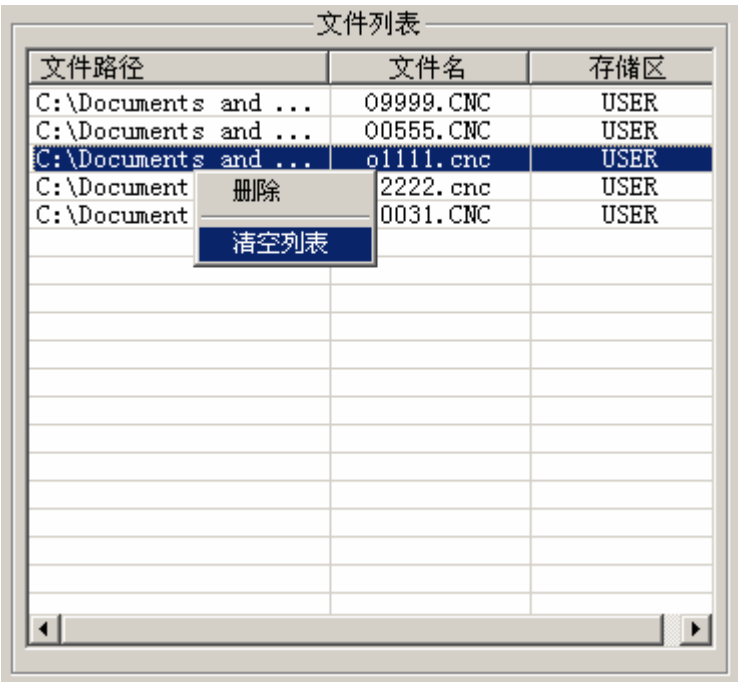 文件列表
文件路径 文件名 存储区
C:\Documents and ... O9999.CNC USER
C:\Documents and ... O0555.CNC USER
C:\Documents and ... o1111.cnc USER
C:\Document 2222.cnc USER
C:\Document 0031.CNC USER
删除
清空列表